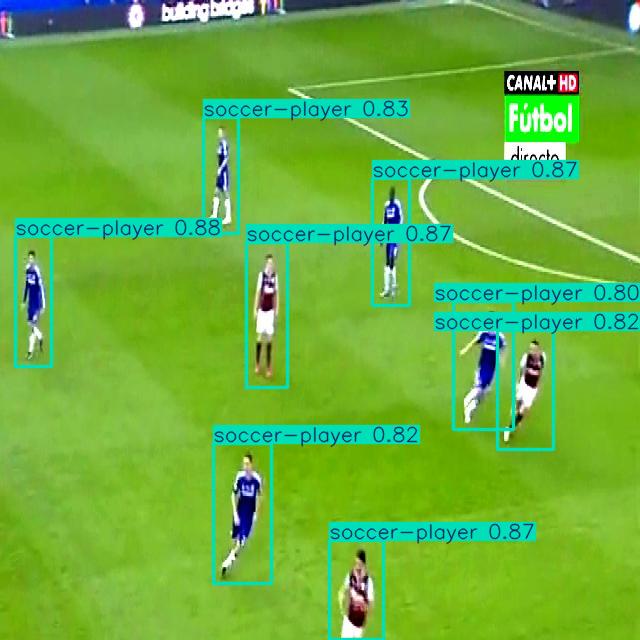 building bridges
CANAL+ HD
Fútbol
directo
soccer-player 0.83
soccer-player 0.87
soccer-player 0.88
soccer-player 0.87
soccer-player 0.80
soccer-player 0.82
soccer-player 0.82
soccer-player 0.87